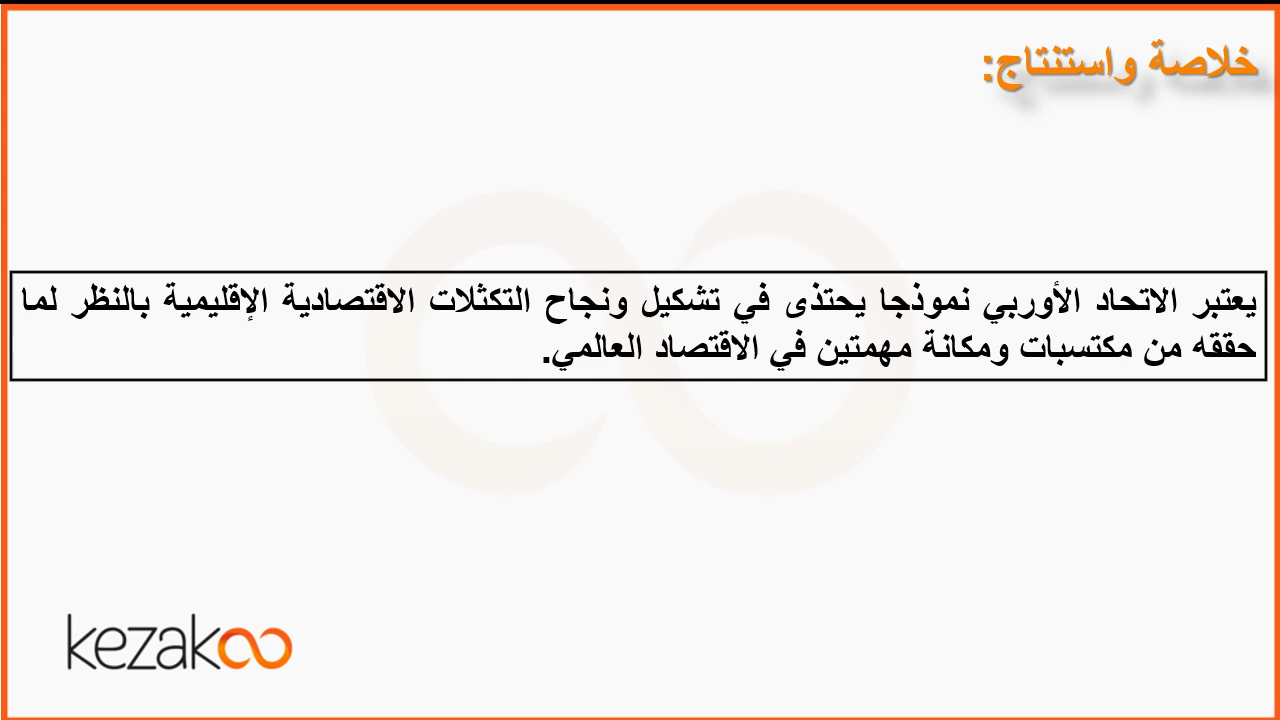 خلاصة واستنتاج:
يعتبر الاتحاد الأوربي نموذجا يحتذى في تشكيل ونجاح التكثلات الاقتصادية الإقليمية بالنظر لما
حققه من مكتسبات ومكانة مهمتين في الاقتصاد العالمي.
kezakoo